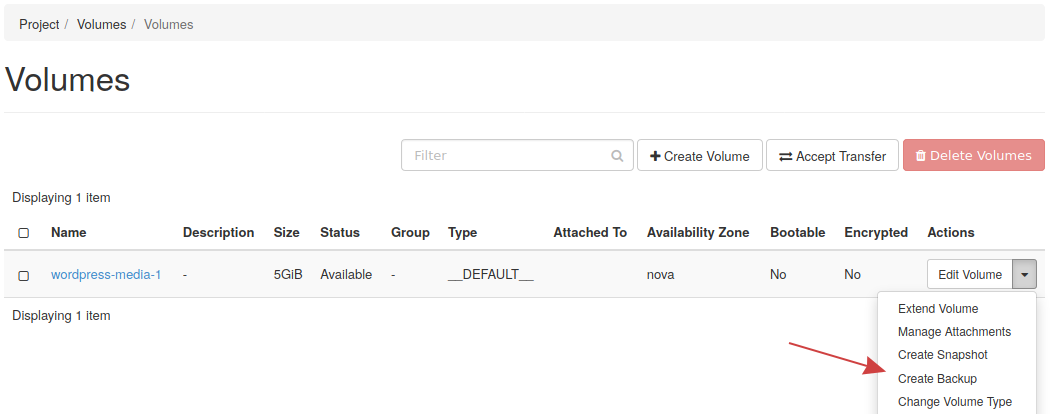 Project / Volumes / Volumes
Volumes
Filter Create Volume Accept Transfer Delete Volumes
Displaying 1 item
Name Description Size Status Group Type Attached To Availability Zone Bootable Encrypted Actions
wordpress-media-1 - 5GiB Available - __DEFAULT__ nova No No Edit Volume
Displaying 1 item
Extend Volume
Manage Attachments
Create Snapshot
Create Backup
Change Volume Type